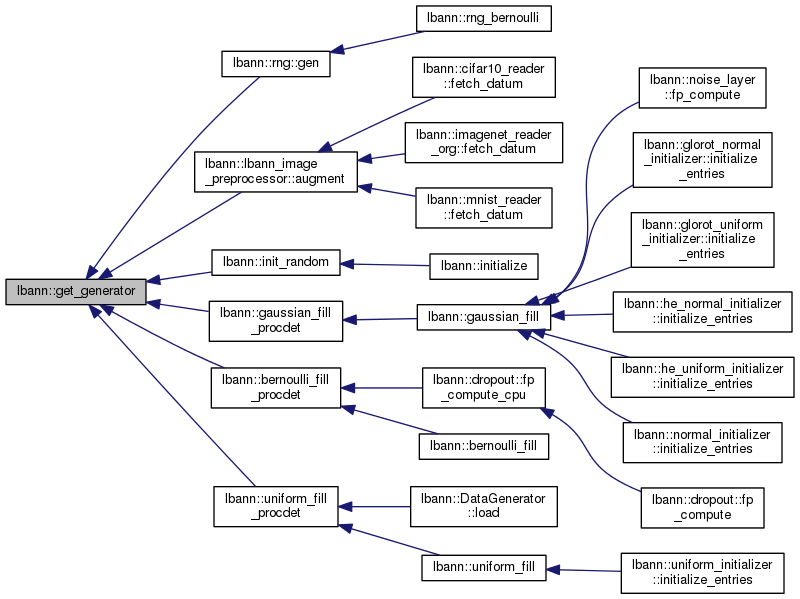 lbann::rng_bernoulli
lbann::rng::gen
lbann::cifar10_reader
::fetch_datum
lbann::noise_layer
::fp_compute
lbann::imagenet_reader
_org::fetch_datum
lbann::glorot_normal
_initializer::initialize
_entries
lbann::lbann_image
_preprocessor::augment
lbann::mnist_reader
::fetch_datum
lbann::glorot_uniform
_initializer::initialize
_entries
lbann::init_random
lbann::initialize
lbann::get_generator
lbann::gaussian_fill
_procdet
lbann::gaussian_fill
lbann::he_normal_initializer
::initialize_entries
lbann::he_uniform_initializer
::initialize_entries
lbann::bernoulli_fill
_procdet
lbann::dropout::fp
_compute_cpu
lbann::bernoulli_fill
lbann::normal_initializer
::initialize_entries
lbann::uniform_fill
_procdet
lbann::DataGenerator
::load
lbann::dropout::fp
_compute
lbann::uniform_fill
lbann::uniform_initializer
::initialize_entries